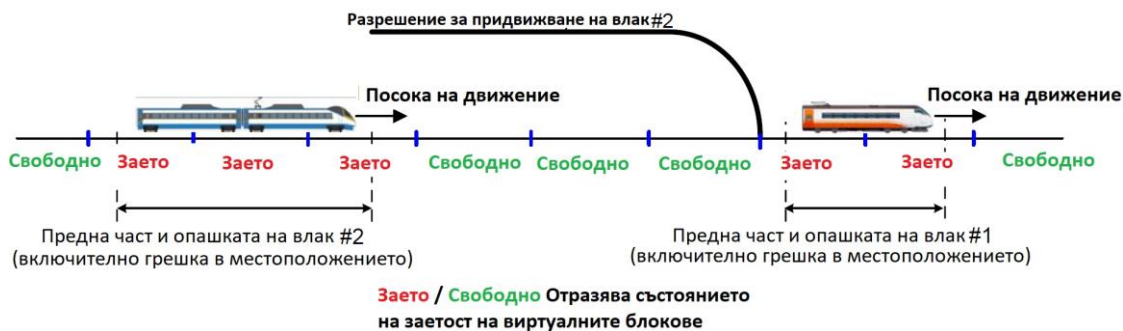 Разрешение за придвижване на влак #2
Посока на движение
Посока на движение
Свободно Заето Заето Заето Свободно Свободно Свободно Заето Заето Свободно
Предна част и опашката на влак #2
(включително грешка в местоположението)
Предна част и опашката на влак #1
(включително грешка в местоположението)
Заето / Свободно Отразява състоянието
на заетост на виртуалните блокове